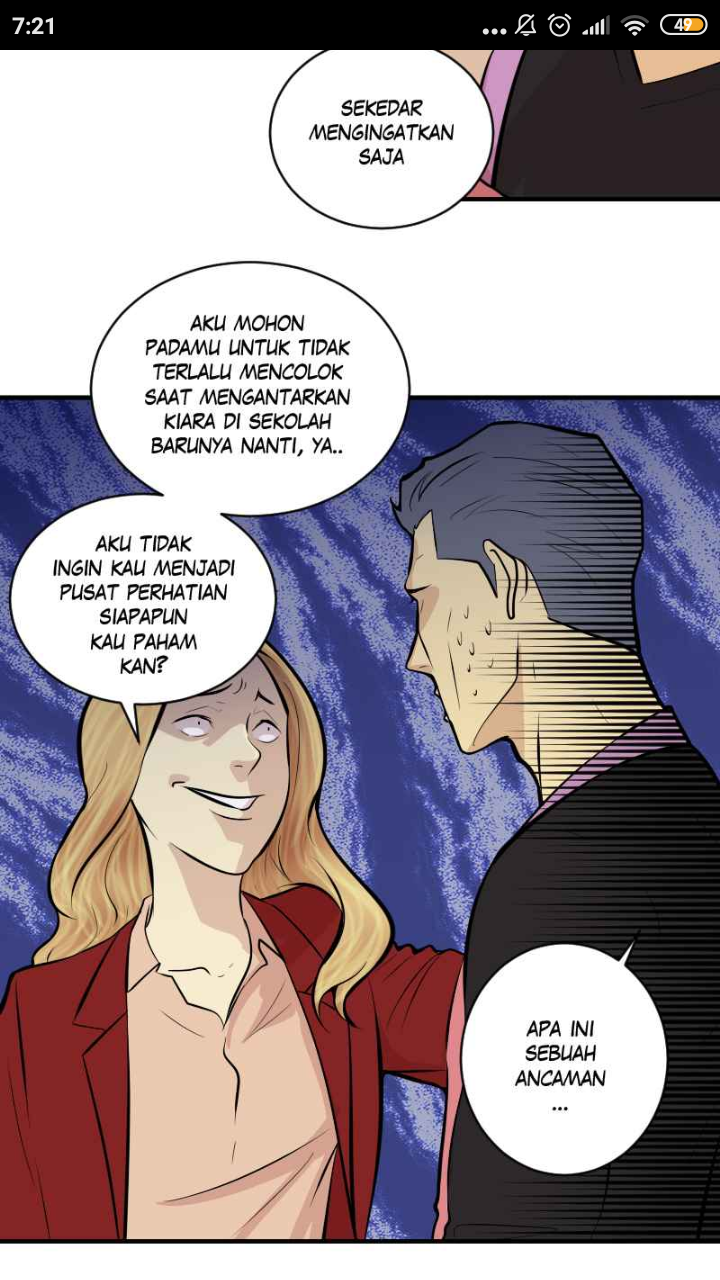 7:21
49
SEKEDAR
MENGINGATKAN
SAJA
AKU MOHON
PADAMU UNTUK TIDAK
TERLALU MENCOLOK
SAAT MENGANTARKAN
KIARA DI SEKOLAH
BARUNYA NANTI, YA..
AKU TIDAK
INGIN KAU MENJADI
PUSAT PERHATIAN
SIAPAPUN
KAU PAHAM
KAN?
APA INI
SEBUAH
ANCAMAN
...